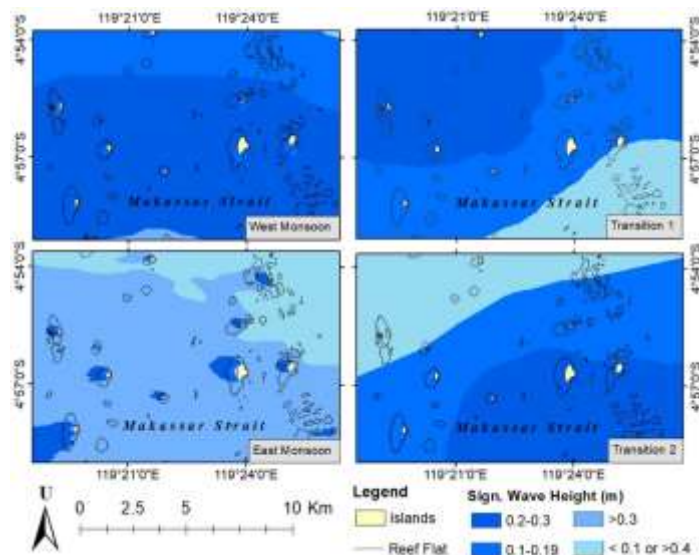 119°21'0"E 119°24'0"E 119°21'0"E 119°24'0"E
4°54'0"S 4°54'0"S
4°57'0"S 4°57'0"S
Makassar Strait Makassar Strait
West Monsoon Transition 1
4°54'0"S 4°54'0"S
4°57'0"S 4°57'0"S
Makassar Strait Makassar Strait
East Monsoon Transition 2
119°21'0"E 119°24'0"E 119°21'0"E 119°24'0"E
U
0 2.5 5 10 Km
Legend Sign. Wave Height (m)
islands 0.2-0.3 >0.3
Reef Flat 0.1-0.19 < 0.1 or >0.4